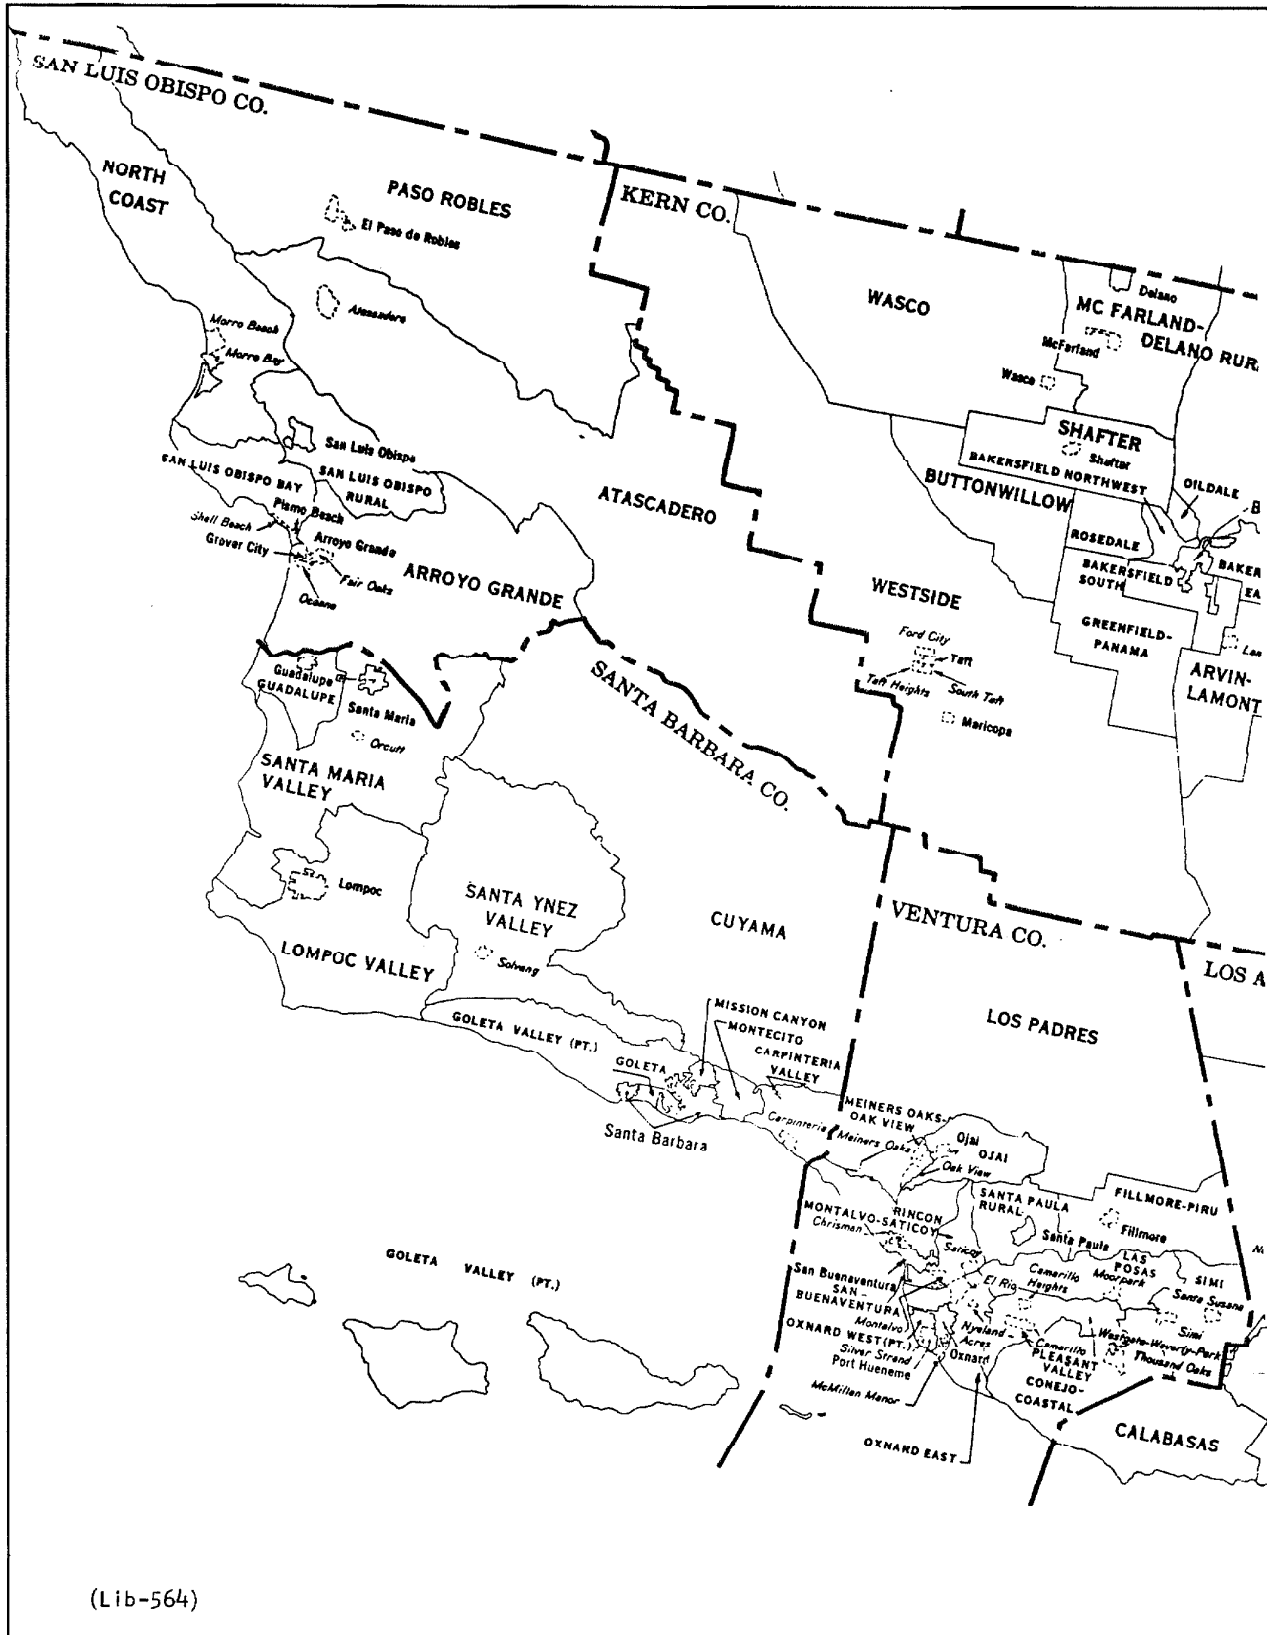 SAN LUIS OBISPO CO.
NORTH
COAST
PASO ROBLES
El Paso de Robles
KERN CO.
WASCO
Delano
MC FARLAND-
DELANO RUR
McFarland
Wasco
Atascadero
Morro Beach
Morro Bay
SHAFTER
Shafter
BAKERSFIELD NORTHWEST
OILDALE
B
San Luis Obispo
SAN LUIS OBISPO BAY
SAN LUIS OBISPO
RURAL
ATASCADERO
BUTTONWILLOW
ROSEDALE
BAKERSFIELD
SOUTH
BAKER
EA
Pismo Beach
Shell Beach
Grover City
Arroyo Grande
Fair Oaks
Oceano
ARROYO GRANDE
WESTSIDE
GREENFIELD-
PANAMA
Lam
ARVIN-
LAMONT
Ford City
Taft
Taft Heights
South Taft
Maricopa
Guadalupe
GUADALUPE
Santa Maria
Orcutt
SANTA BARBARA CO.
SANTA MARIA
VALLEY
Lompoc
SANTA YNEZ
VALLEY
Solvang
CUYAMA
VENTURA CO.
LOS A
LOMPOC VALLEY
LOS PADRES
GOLETA VALLEY (PT.)
MISSION CANYON
MONTECITO
CARPINTERIA
VALLEY
GOLETA
Santa Barbara
Carpinteria
MEINERS OAKS-
OAK VIEW
Meiners Oaks
Ojai
OJAI
Oak View
SANTA PAULA
RURAL
FILLMORE-PIRU
Fillmore
RINCON
MONTALVO-SATICOY
Chrisman
Saticoy
Santa Paula
LAS
POSAS
Moorpark
SIMI
Santa Susana
Simi
GOLETA VALLEY (PT.)
San Buenaventura
SAN
BUENAVENTURA
El Rio
Camarillo
Heights
Montalvo
OXNARD WEST(PT.)
Silver Strand
Port Hueneme
Nyeland
Acres
Oxnard
Camarillo
PLEASANT
VALLEY
Westgate-Waverly-Park
Thousand Oaks
McMillan Manor
CONEJO-
COASTAL
CALABASAS
OXNARD EAST
(Lib-564)